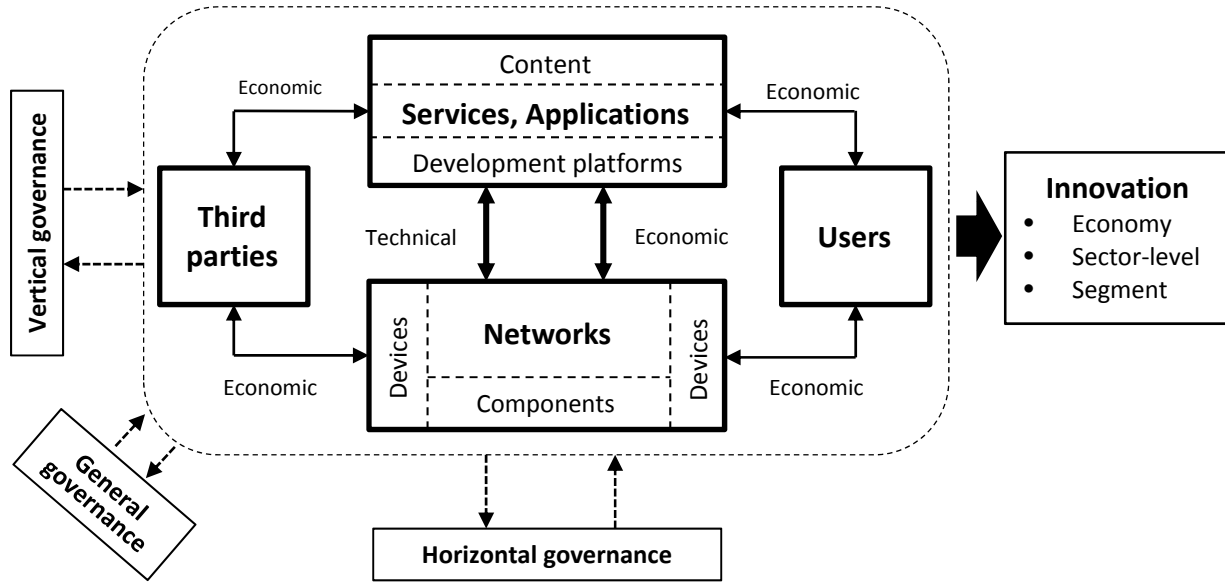 Content
Economic
Economic
Services, Applications
Development platforms
Vertical governance
Third
parties
Technical
Economic
Users
Innovation
• Economy
• Sector-level
• Segment
Devices
Networks
Devices
Components
Economic
Economic
General
governance
Horizontal governance